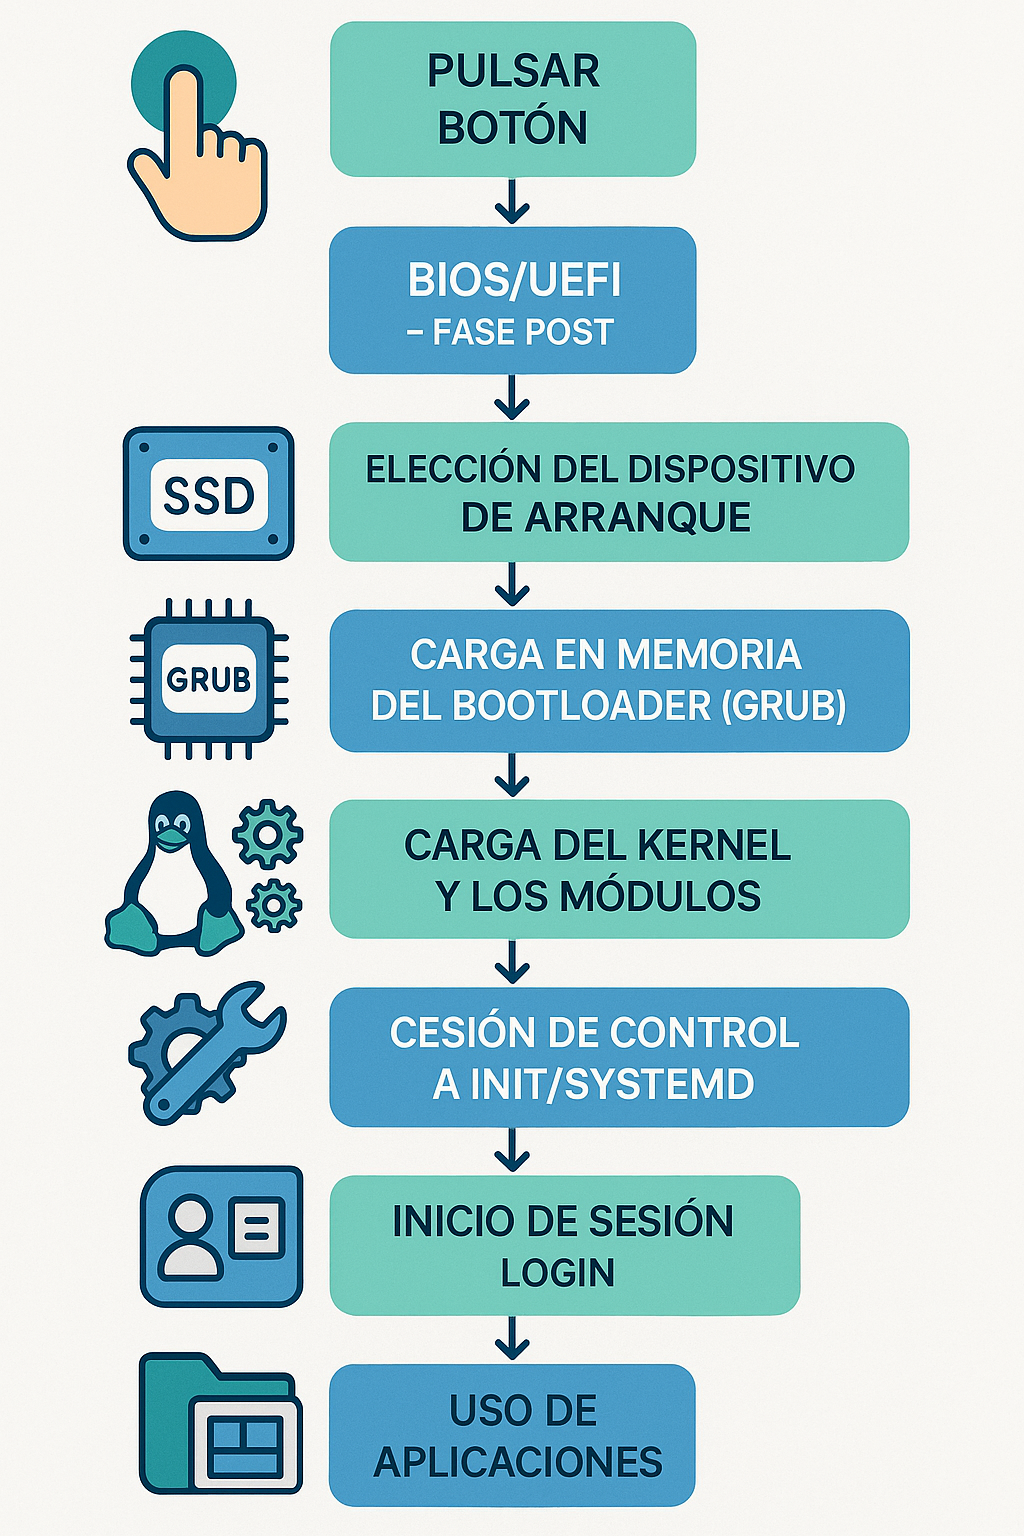 PULSAR
BOTÓN
BIOS/UEFI
– FASE POST
SSD
ELECCIÓN DEL DISPOSITIVO
DE ARRANQUE
GRUB
CARGA EN MEMORIA
DEL BOOTLOADER (GRUB)
CARGA DEL KERNEL
Y LOS MÓDULOS
CESIÓN DE CONTROL
A INIT/SYSTEMD
INICIO DE SESIÓN
LOGIN
USO DE
APLICACIONES